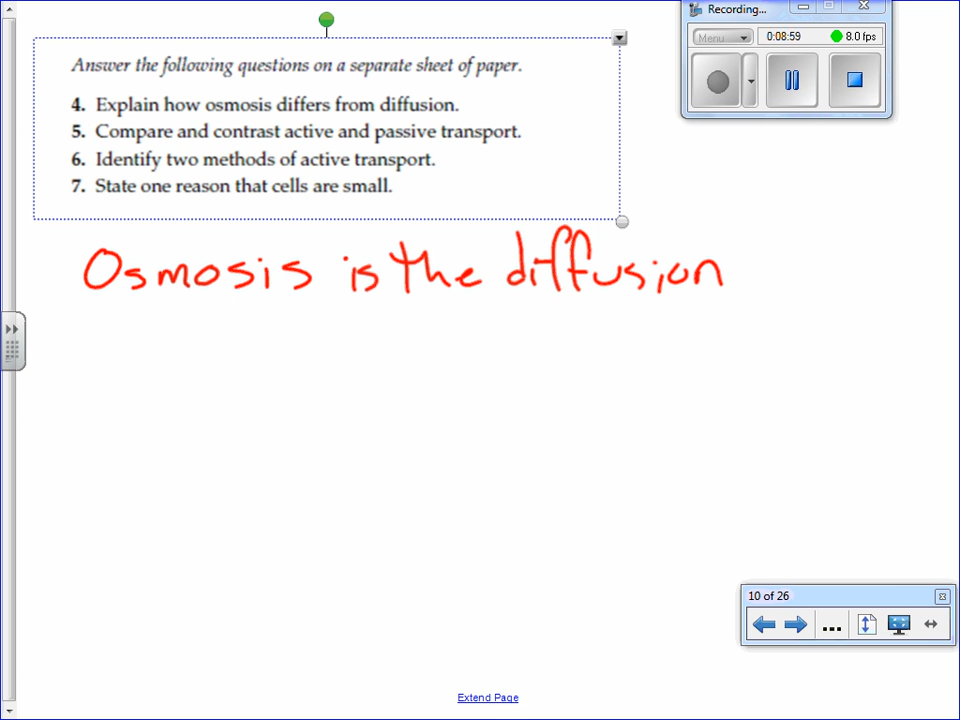 Recording...
Menu
0:08:59
8.0 fps
Answer the following questions on a separate sheet of paper.
4. Explain how osmosis differs from diffusion.
5. Compare and contrast active and passive transport.
6. Identify two methods of active transport.
7. State one reason that cells are small.
Osmosis is the diffusion
10 of 26
...
Extend Page